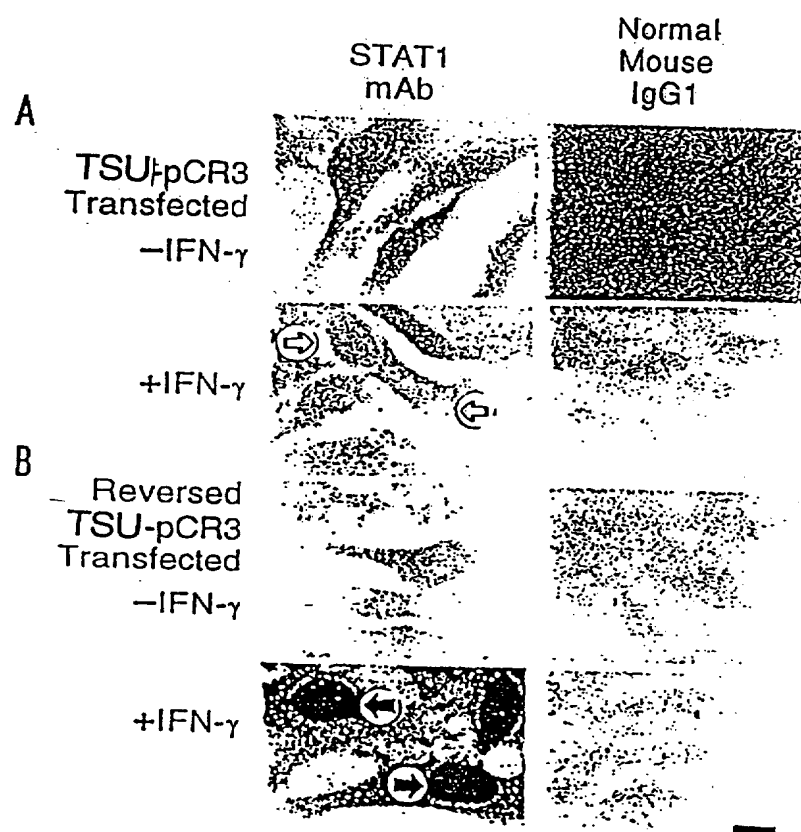 STAT1
mAb
Normal
Mouse
IgG1
A
TSU-pCR3
Transfected
−IFN-γ
+IFN-γ
B
Reversed
TSU-pCR3
Transfected
−IFN-γ
+IFN-γ